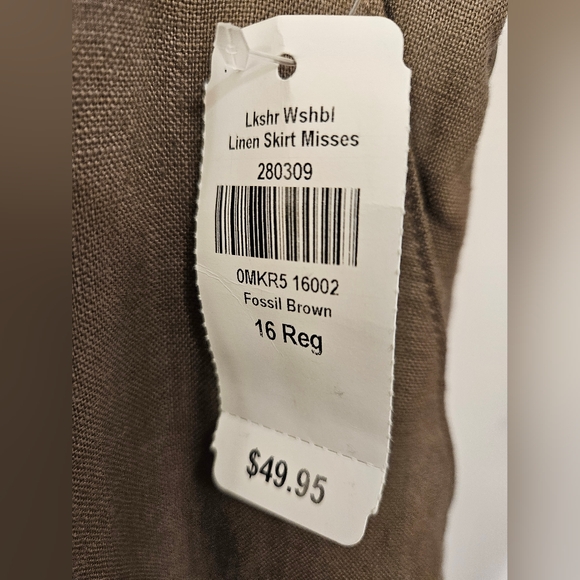 Lkshr Wshbl
Linen Skirt Misses
280309
0MKR5 16002
Fossil Brown
16 Reg
$49.95